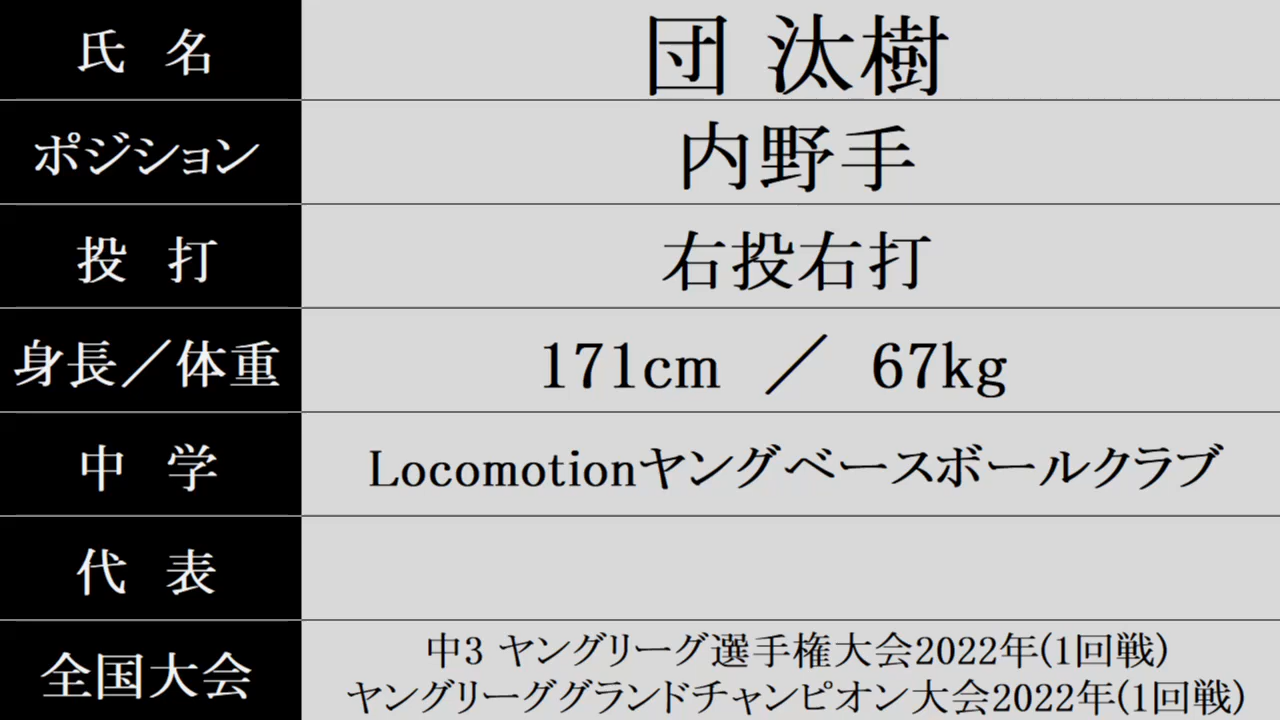 氏 名
団 汰樹
ポジション
内野手
投 打
右投右打
身長／体重
171cm ／ 67kg
中 学
Locomotionヤングベースボールクラブ
代 表
全国大会
中3 ヤングリーグ選手権大会2022年(1回戦)
ヤングリーググランドチャンピオン大会2022年(1回戦)